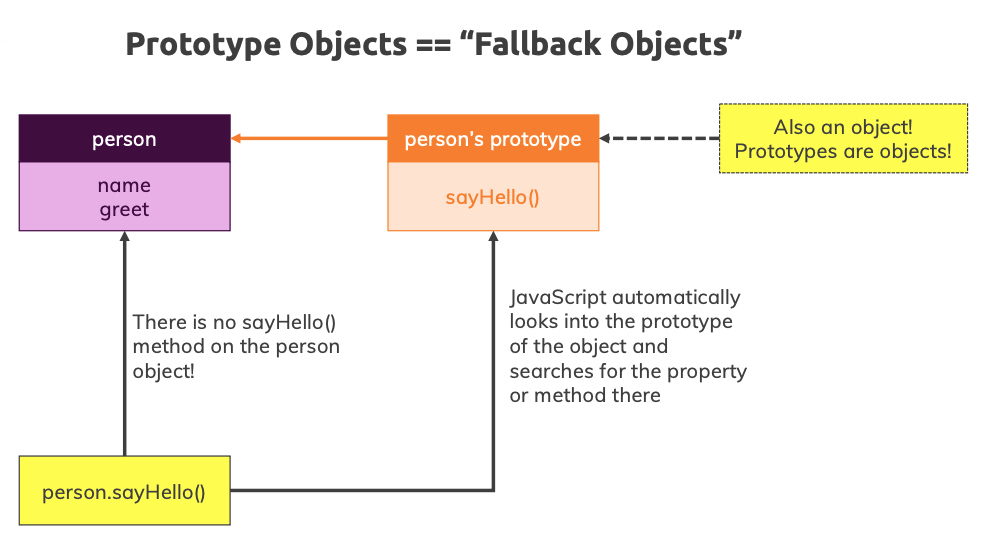 Prototype Objects == “Fallback Objects”
person
name
greet
person’s prototype
sayHello()
Also an object!
Prototypes are objects!
There is no sayHello()
method on the person
object!
JavaScript automatically
looks into the prototype
of the object and
searches for the property
or method there
person.sayHello()